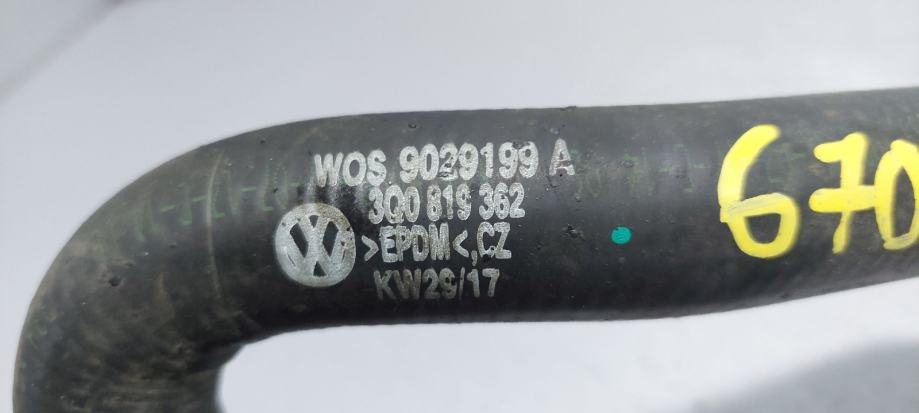 WOS 9029199 A
3Q0 819 362
>EPDM<,CZ
KW29/17
670